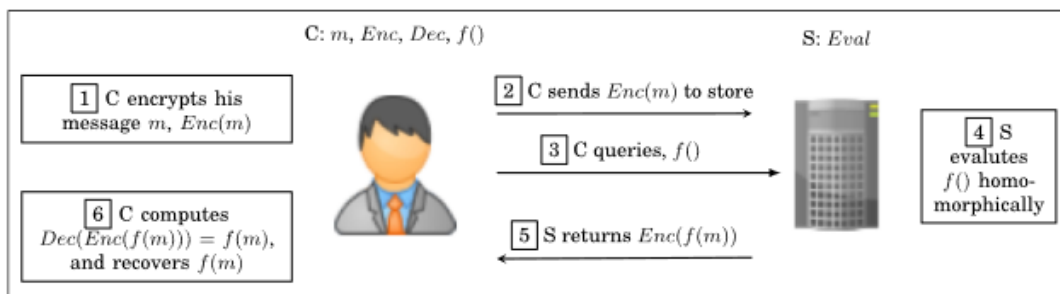 C: m, Enc, Dec, f()
S: Eval
1 C encrypts his
message m, Enc(m)
2 C sends Enc(m) to store
3 C queries, f()
4 S
evalutes
f() homo-
morphically
5 S returns Enc(f(m))
6 C computes
Dec(Enc(f(m))) = f(m),
and recovers f(m)